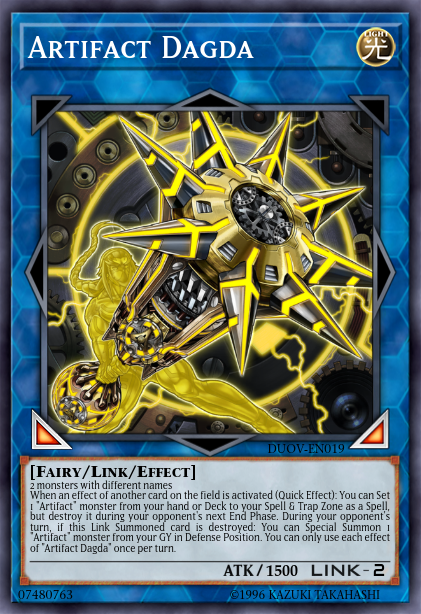 Artifact Dagda
LIGHT
光
DUOV-EN019
[Fairy/Link/Effect]
2 monsters with different names
When an effect of another card on the field is activated (Quick Effect): You can Set
1 "Artifact" monster from your hand or Deck to your Spell & Trap Zone as a Spell,
but destroy it during your opponent's next End Phase. During your opponent's
turn, if this Link Summoned card is destroyed: You can Special Summon 1
"Artifact" monster from your GY in Defense Position. You can only use each effect
of "Artifact Dagda" once per turn.
ATK / 1500 LINK-2
07480763 ©1996 KAZUKI TAKAHASHI